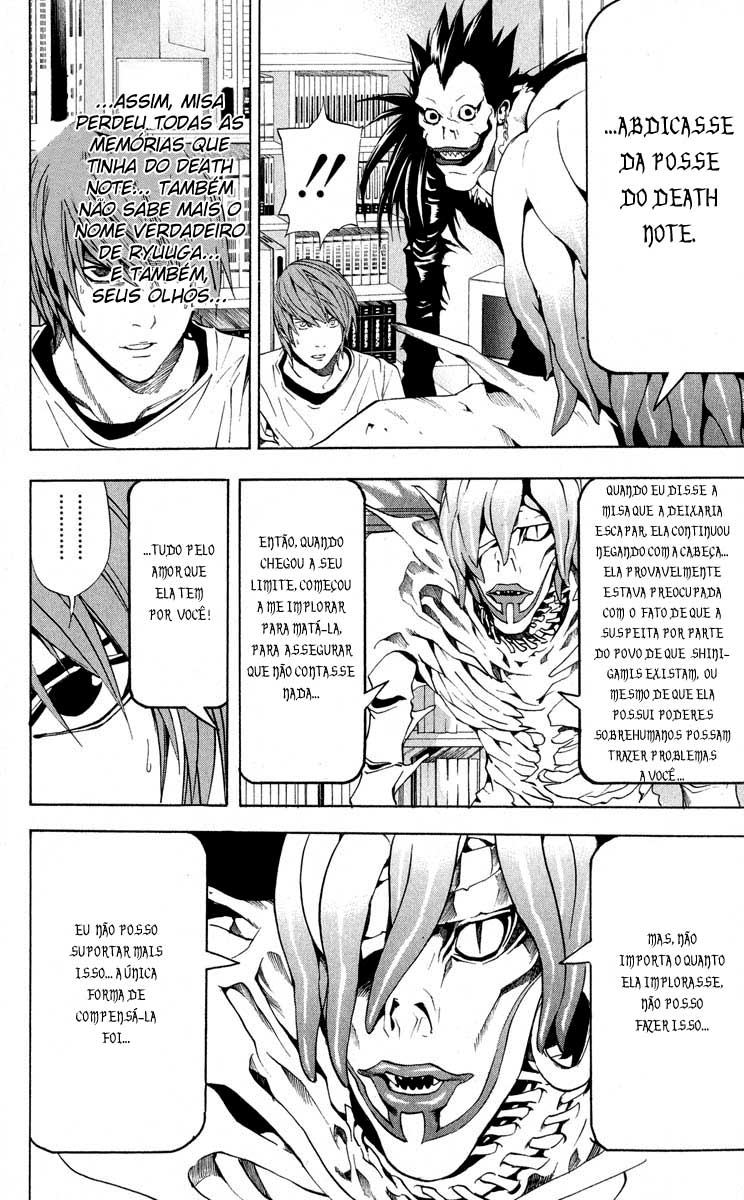 ...ABDICASSE
DA POSSE
DO DEATH
NOTE.
!!
...ASSIM, MISA
PERDEU TODAS AS
MEMÓRIAS QUE
TINHA DO DEATH
NOTE... TAMBÉM
NÃO SABE MAIS O
NOME VERDADEIRO
DE RYUUGA...
E TAMBÉM,
SEUS OLHOS...
QUANDO EU DISSE A
MISA QUE A DEIXARIA
ESCAPAR, ELA CONTINUOU
NEGANDO COM A CABEÇA...
ELA PROVAVELMENTE
ESTAVA PREOCUPADA
COM O FATO DE QUE A
SUSPEITA POR PARTE
DO POVO DE QUE SHINI-
GAMIS EXISTAM, OU
MESMO DE QUE ELA
POSSUI PODERES
SOBREHUMANOS POSSAM
TRAZER PROBLEMAS
A VOCÊ...
ENTÃO, QUANDO
CHEGOU A SEU
LIMITE, COMEÇOU
A ME IMPLORAR
PARA MATÁ-LA,
PARA ASSEGURAR
QUE NÃO CONTASSE
NADA...
...TUDO PELO
AMOR QUE
ELA TEM
POR VOCÊ!
........
MAS, NÃO
IMPORTA O QUANTO
ELA IMPLORASSE,
NÃO POSSO
FAZER ISSO...
EU NÃO POSSO
SUPORTAR MAIS
ISSO... A ÚNICA
FORMA DE
COMPENSÁ-LA
FOI...